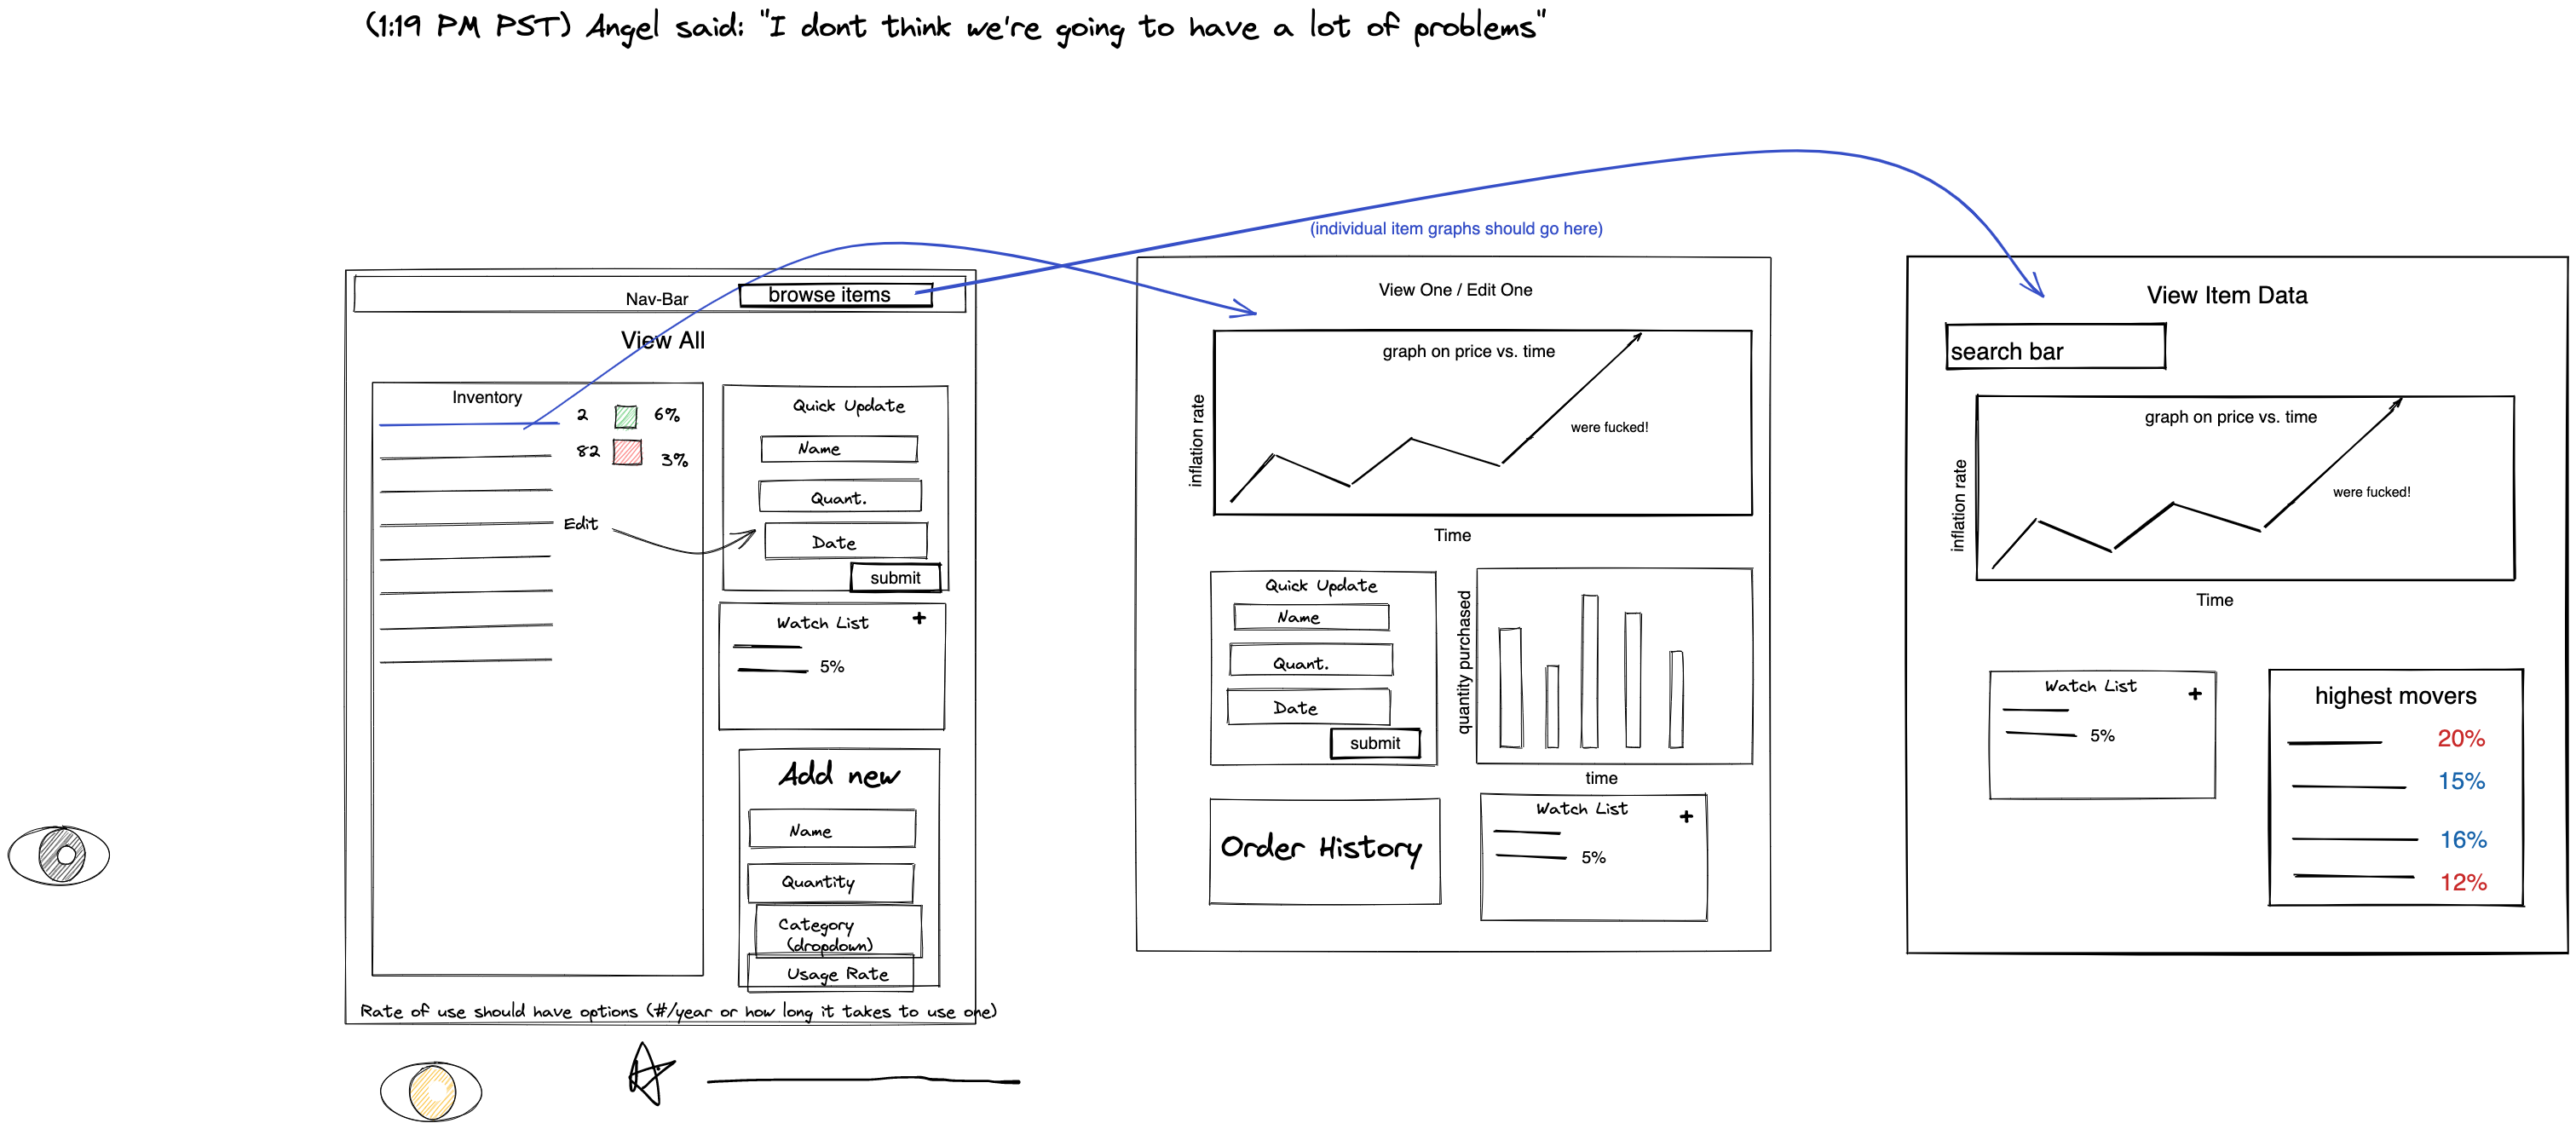 (1:19 PM PST) Angel said: "I dont think we're going to have a lot of problems"
(individual item graphs should go here)
Nav-Bar
browse items
View All
Inventory
2
6%
82
3%
Edit
Quick Update
Name
Quant.
Date
submit
Watch List
+
5%
Add new
Name
Quantity
Category
(dropdown)
Usage Rate
Rate of use should have options (#/year or how long it takes to use one)
View One / Edit One
graph on price vs. time
were fucked!
inflation rate
Time
Quick Update
Name
Quant.
Date
submit
quantity purchased
time
Order History
Watch List
+
5%
View Item Data
search bar
graph on price vs. time
were fucked!
inflation rate
Time
Watch List
+
5%
highest movers
20%
15%
16%
12%